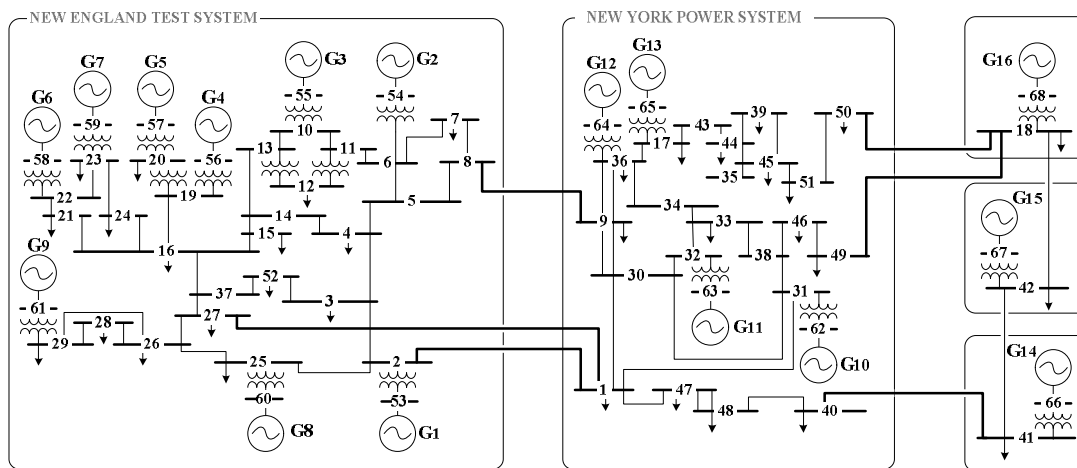 NEW ENGLAND TEST SYSTEM
NEW YORK POWER SYSTEM
G7 G5 G3 G2
G6 G4
G12 G13
G16
59 57 55 54
58 56
64 65
68
23 20 13 10 11 7
6 8
22 19 12
21 24 5
14
15 4
16
36 17 43 39 50
44 45
35 51
34
9 33 46
38 49
30 32 31
18
G15
67
42
G9
61
52
37 3
28 27
29 26
25 2
60 53
G8 G1
63
G11
62
G10
1 47
48 40
G14
66
41